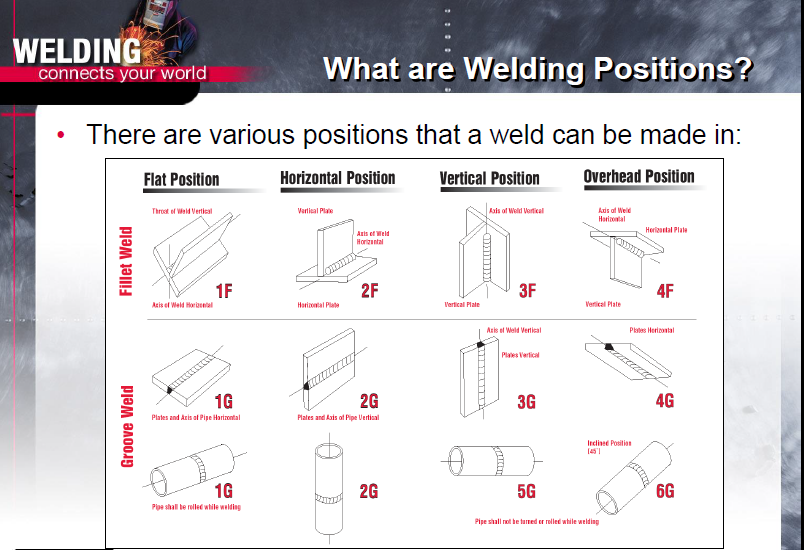 WELDING
connects your world
What are Welding Positions?
• There are various positions that a weld can be made in:
Flat Position
Horizontal Position
Vertical Position
Overhead Position
Fillet Weld
Throat of Weld Vertical
1F
Axis of Weld Horizontal
Vertical Plate
Axis of Weld
Horizontal
2F
Horizontal Plate
Axis of Weld Vertical
3F
Vertical Plate
Axis of Weld
Horizontal
Horizontal Plate
4F
Vertical Plate
Groove Weld
1G
Plates and Axis of Pipe Horizontal
2G
Plates and Axis of Pipe Vertical
Axis of Weld Vertical
Plates Vertical
3G
Plates Horizontal
4G
1G
Pipe shall be rolled while welding
2G
5G
Inclined Position
(45°)
6G
Pipe shall not be turned or rolled while welding